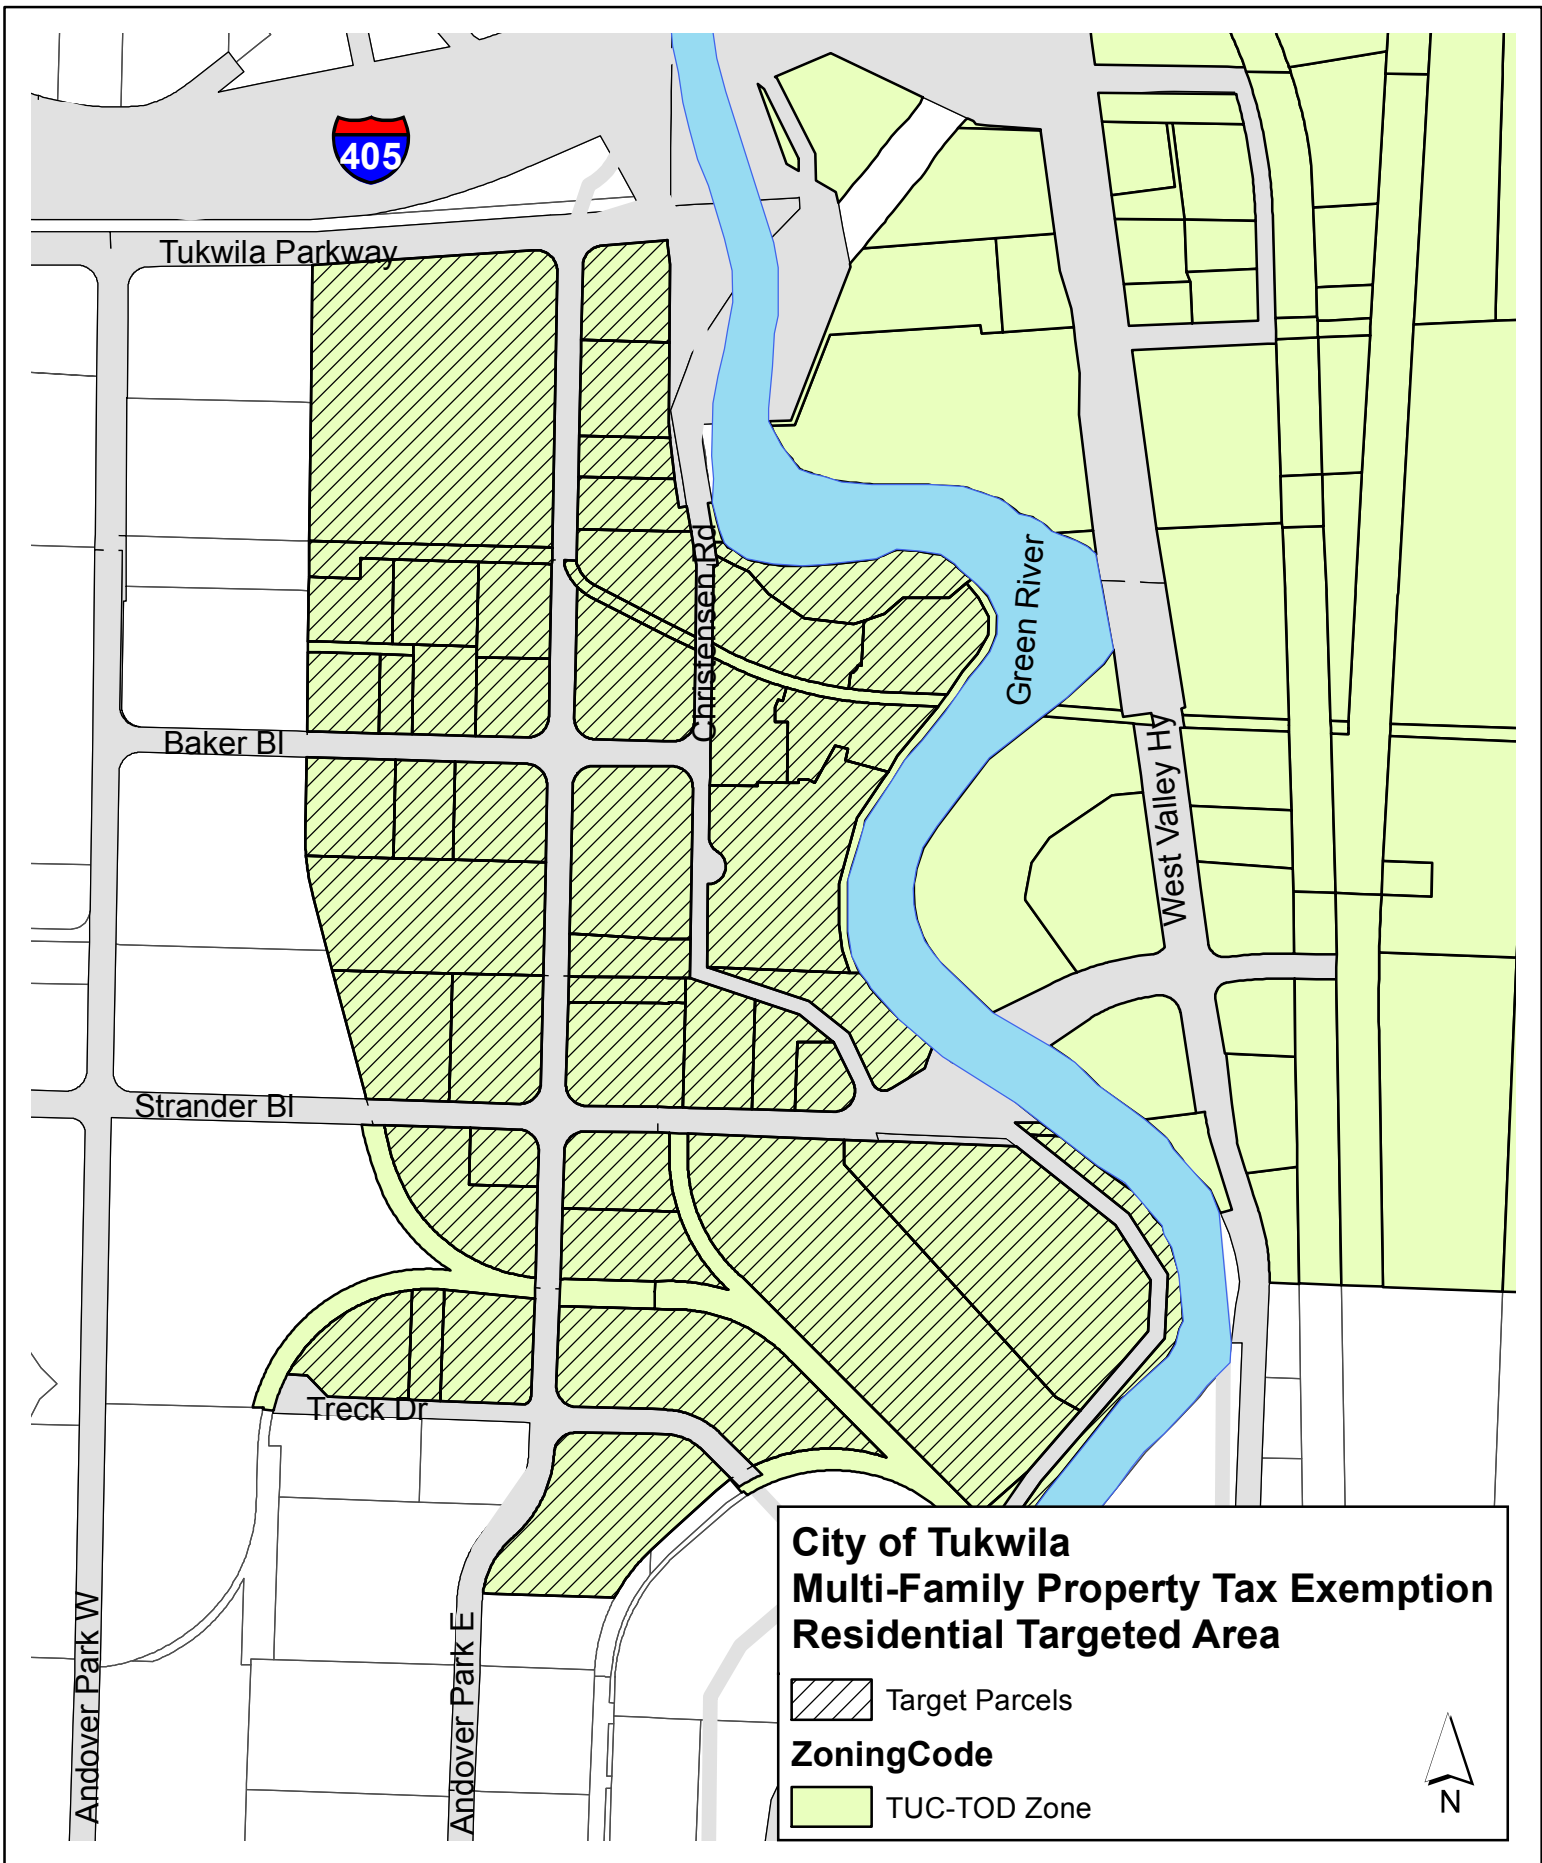 405
Tukwila Parkway
Christensen Rd
Green River
Baker Bl
West Valley Hy
Strander Bl
Treck Dr
Andover Park W
Andover Park E
City of Tukwila
Multi-Family Property Tax Exemption
Residential Targeted Area
Target Parcels
ZoningCode
TUC-TOD Zone
N